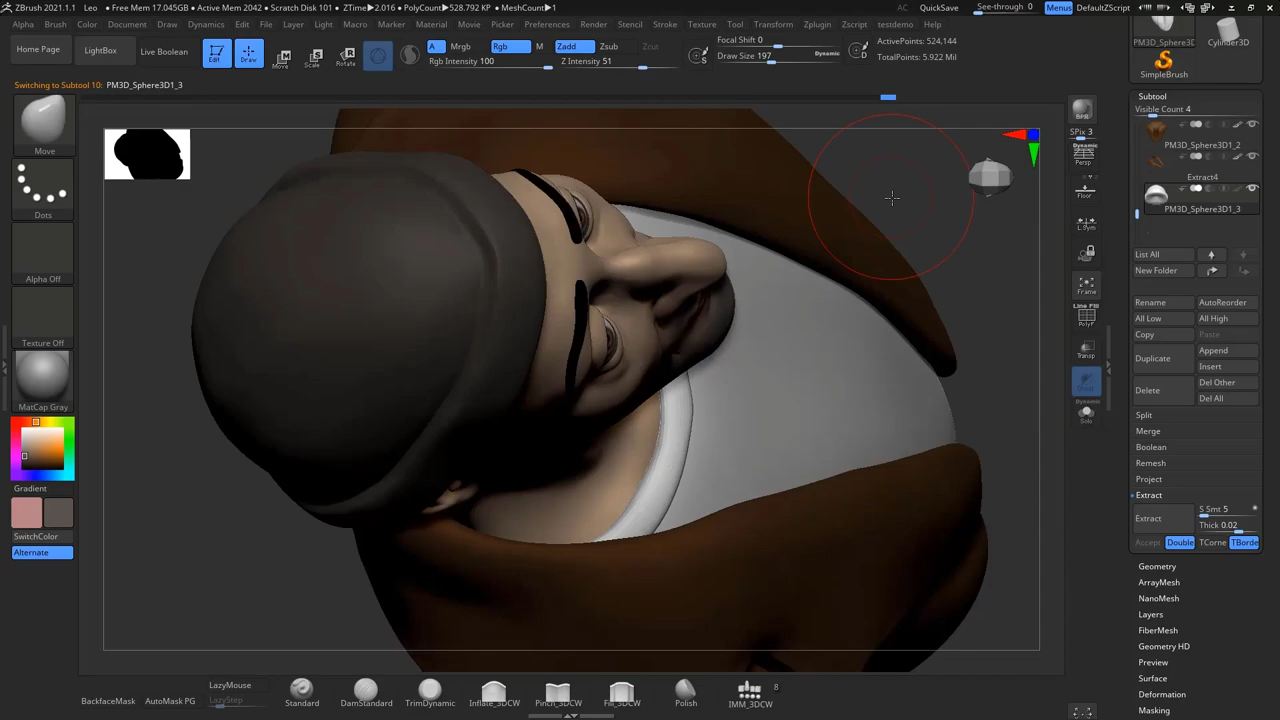 ZBrush 2021.1.1 Leo • Free Mem 17.045GB • Active Mem 2042 • Scratch Disk 101 • ZTime▶2.016 • PolyCount▶528.792 KP • MeshCount▶1
AC QuickSave See-through 0 Menus DefaultZScript
Alpha Brush Color Document Draw Dynamics Edit File Layer Light Macro Marker Material Movie Picker Preferences Render Stencil Stroke Texture Tool Transform Zplugin Zscript testdemo Help
Home Page LightBox Live Boolean Edit Draw Move Scale Rotate
A Mrgb Rgb M Zadd Zsub Zcut
Rgb Intensity 100 Z Intensity 51
S Focal Shift 0
Draw Size 197 Dynamic D
ActivePoints: 524,144
TotalPoints: 5.922 Mil
Switching to Subtool 10: PM3D_Sphere3D1_3
Move
Dots
Alpha Off
Texture Off
MatCap Gray
Gradient
SwitchColor
Alternate
BPR
SPix 3
Dynamic
Persp
Floor
L.Sym
Frame
Line Fill
PolyF
Transp
Dynamic
Solo
PM3D_Sphere3D Cylinder3D
SimpleBrush
Subtool
Visible Count 4
PM3D_Sphere3D1_2
Extract4
PM3D_Sphere3D1_3
List All
New Folder
Rename AutoReorder
All Low All High
Copy Paste
Duplicate Append
Insert
Delete Del Other
Del All
Split
Merge
Boolean
Remesh
Project
Extract
Extract S Smt 5
Thick 0.02
Accept Double TCorne TBorde
Geometry
ArrayMesh
NanoMesh
Layers
FiberMesh
Geometry HD
Preview
Surface
Deformation
Masking
BackfaceMask AutoMask PG LazyMouse
LazyStep
Standard DamStandard TrimDynamic Inflate_3DCW Pinch_3DCW Fill_3DCW Polish IMM_3DCW 8